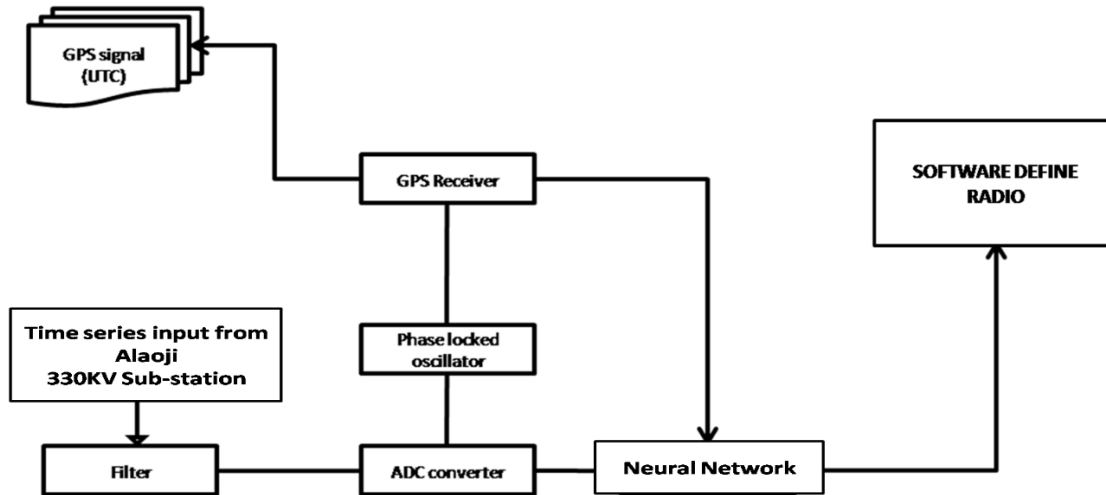 GPS signal
(UTC)
GPS Receiver
SOFTWARE DEFINE
RADIO
Time series input from
Alaoji
330KV Sub-station
Phase locked
oscillator
Filter
ADC converter
Neural Network